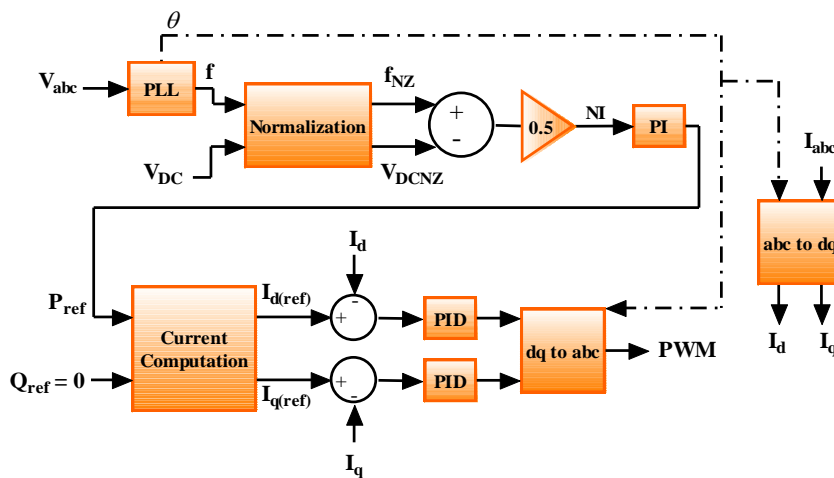 θ
V_abc
PLL
f
Normalization
f_NZ
V_DC
V_DCNZ
+
-
0.5
NI
PI
I_abc
abc to dq
I_d
I_q
P_ref
Q_ref = 0
Current
Computation
I_d(ref)
I_d
-
+
PID
I_q(ref)
+
-
I_q
PID
dq to abc
PWM